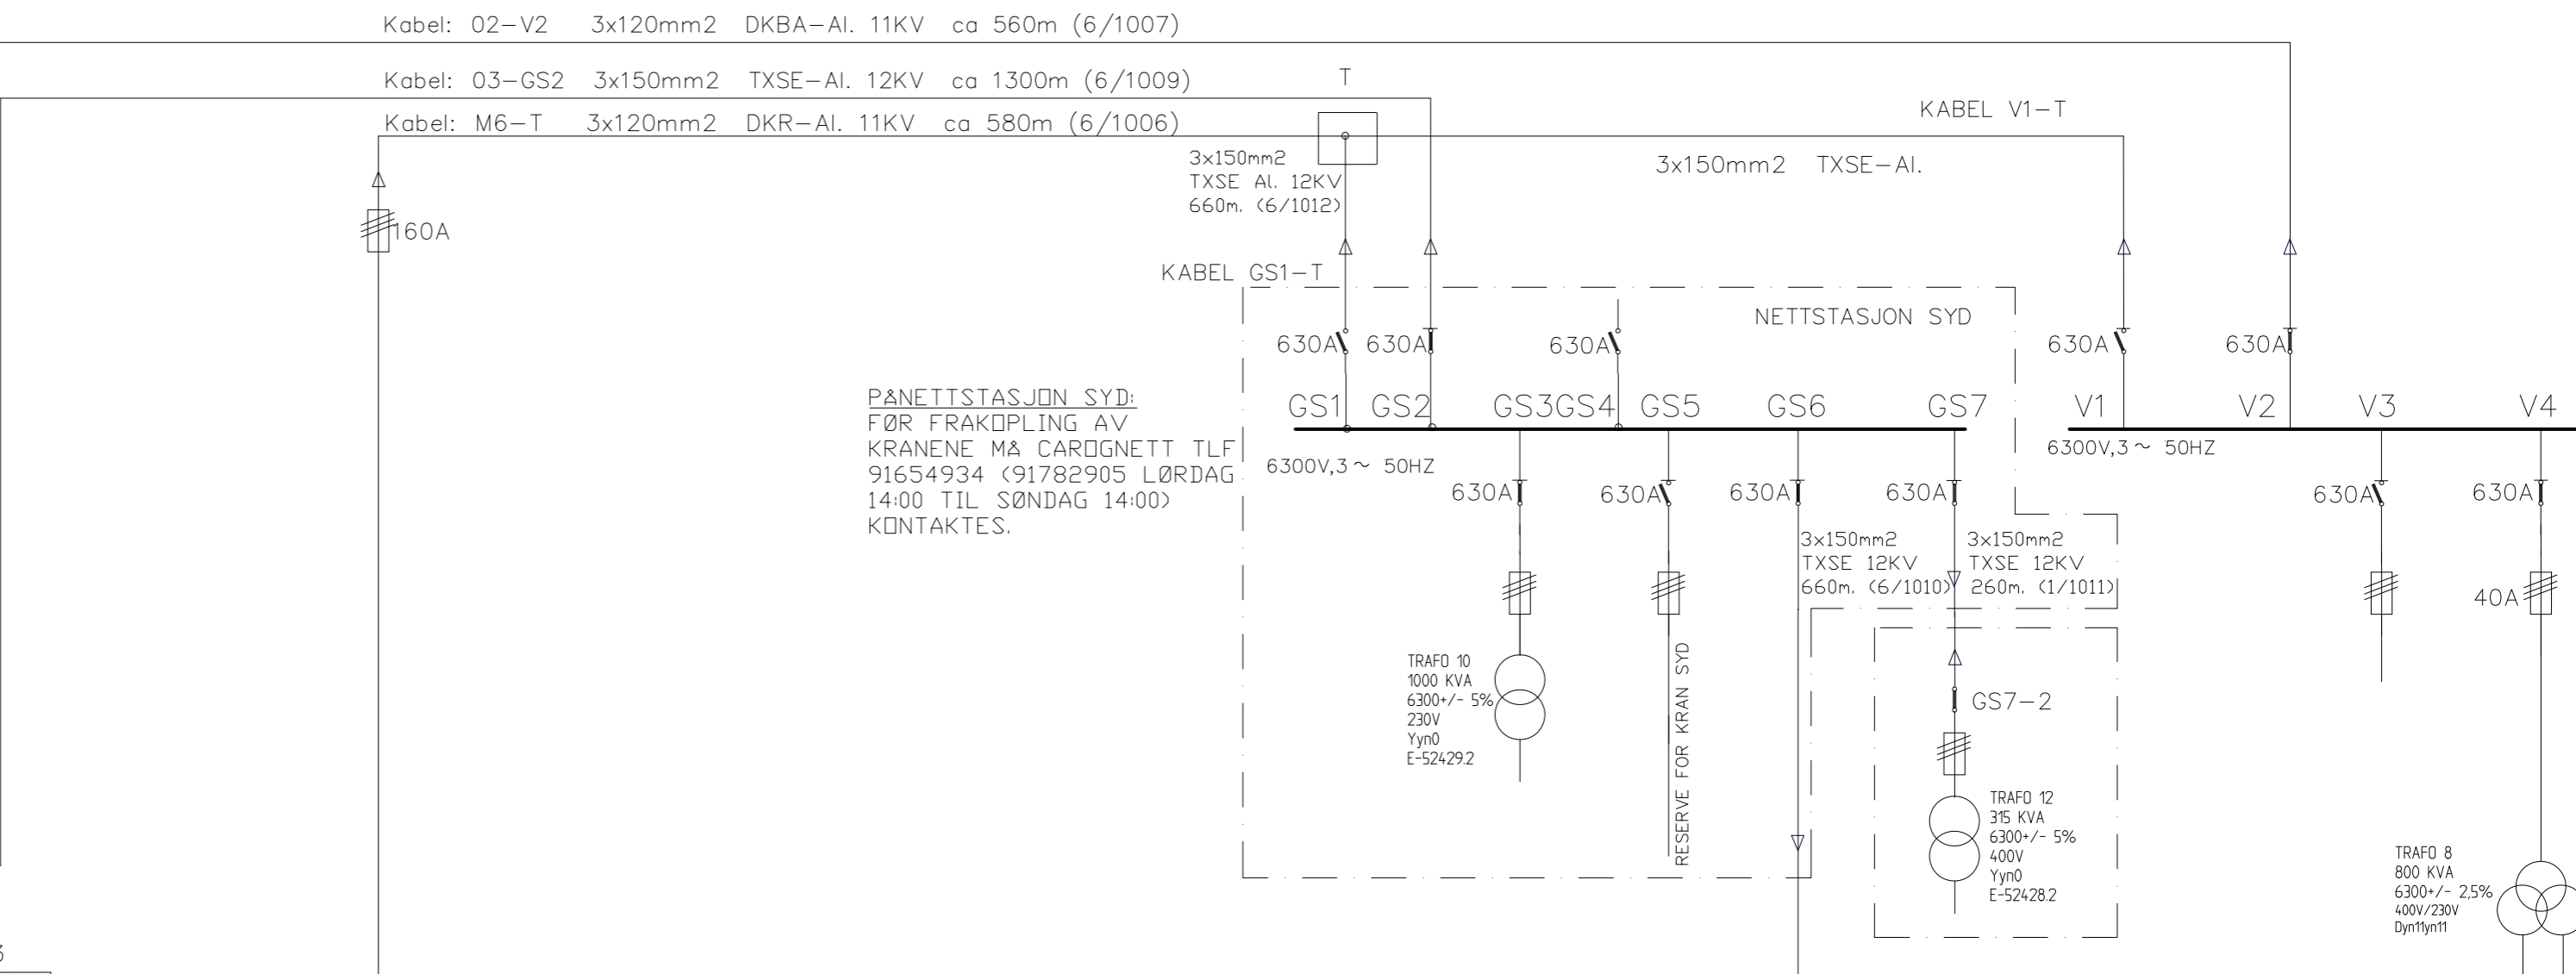 Kabel: 02-V2 3x120mm2 DKBA-Al. 11KV ca 560m (6/1007)
Kabel: 03-GS2 3x150mm2 TXSE-Al. 12KV ca 1300m (6/1009)
T
Kabel: M6-T 3x120mm2 DKR-Al. 11KV ca 580m (6/1006)
KABEL V1-T
3x150mm2
TXSE Al. 12KV
660m. (6/1012)
3x150mm2 TXSE-Al.
160A
KABEL GS1-T
NETTSTASJON SYD
630A
630A
630A
630A
630A
PÅNETTSTASJON SYD:
FØR FRAKOPLING AV
KRANENE MÅ CAROGNETT TLF
91654934 (91782905 LØRDAG
14:00 TIL SØNDAG 14:00)
KONTAKTES.
GS1
GS2
GS3
GS4
GS5
GS6
GS7
V1
V2
V3
V4
6300V,3~ 50HZ
6300V,3~ 50HZ
630A
630A
630A
630A
630A
630A
3x150mm2
TXSE 12KV
660m. (6/1010)
3x150mm2
TXSE 12KV
260m. (1/1011)
40A
TRAFO 10
1000 KVA
6300+/- 5%
230V
Yyn0
E-52429.2
RESERVE FOR KRAN SYD
GS7-2
TRAFO 12
315 KVA
6300+/- 5%
400V
Yyn0
E-52428.2
TRAFO 8
800 KVA
6300+/- 2,5%
400V/230V
Dyn11yn11
3